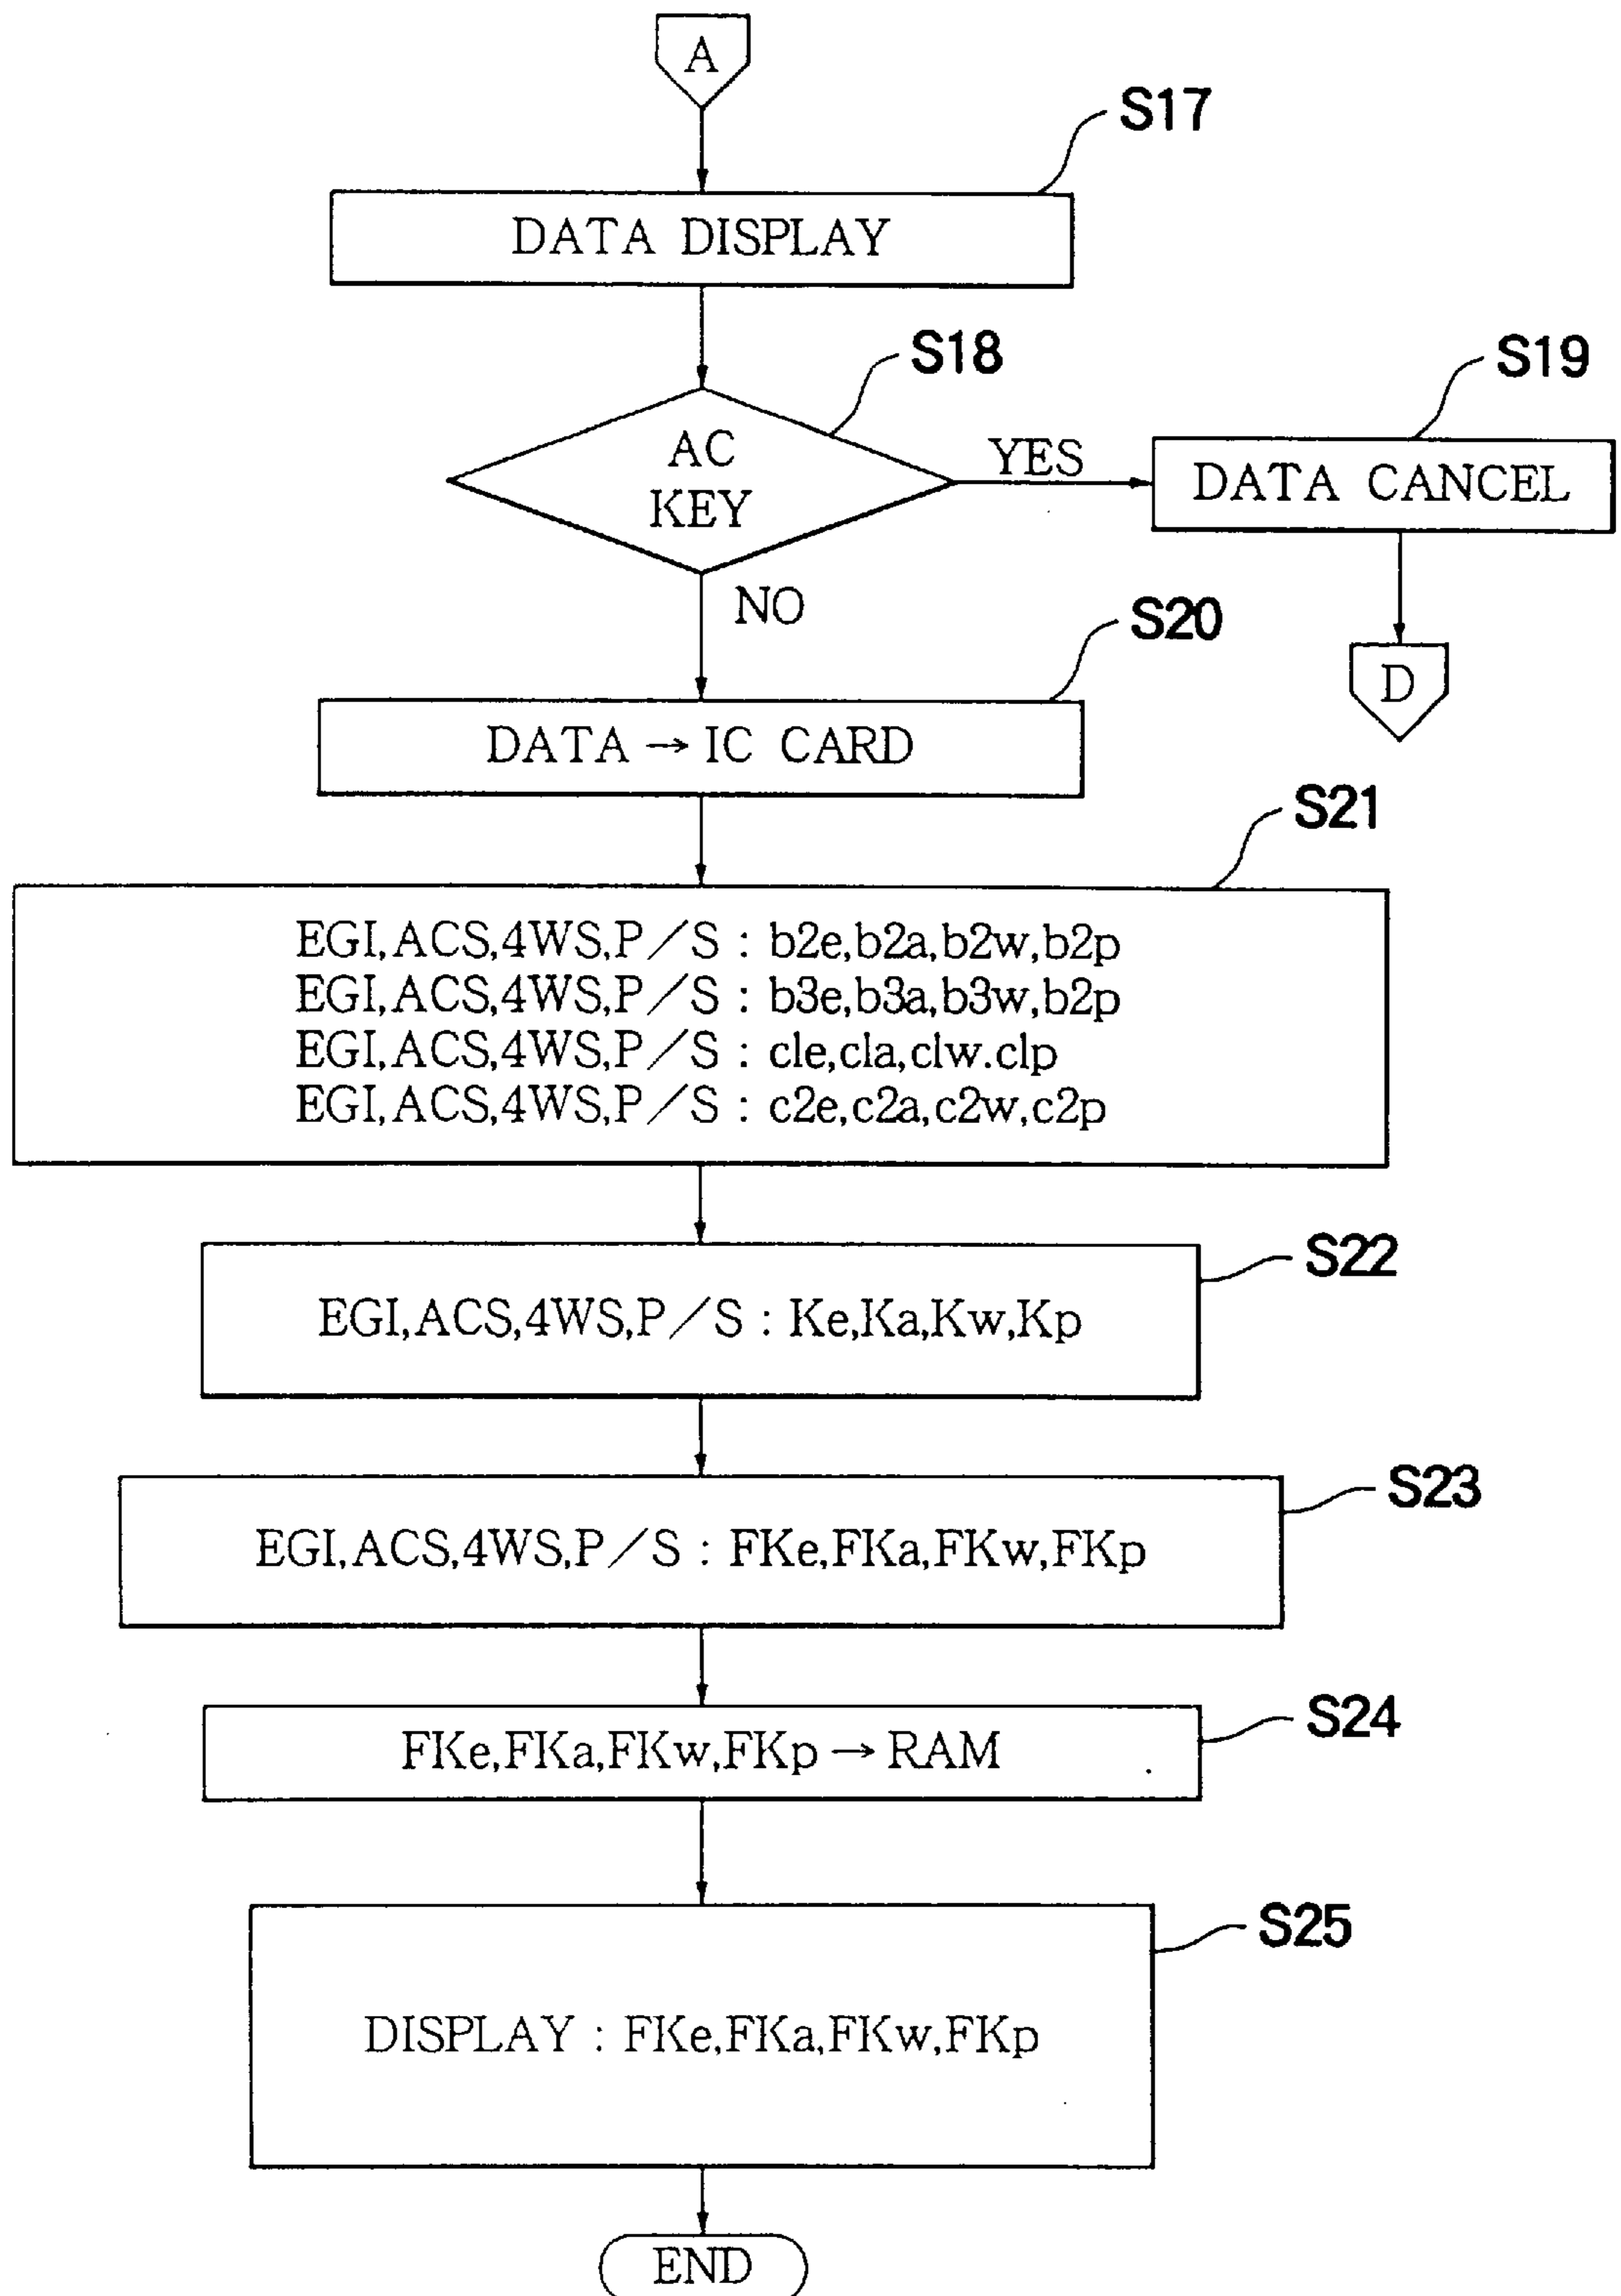 A
S17
DATA DISPLAY
S18
S19
AC
KEY
YES
DATA CANCEL
NO
S20
D
DATA → IC CARD
S21
EGI,ACS,4WS,P／S : b2e,b2a,b2w,b2p
EGI,ACS,4WS,P／S : b3e,b3a,b3w,b2p
EGI,ACS,4WS,P／S : cle,cla,clw.clp
EGI,ACS,4WS,P／S : c2e,c2a,c2w,c2p
S22
EGI,ACS,4WS,P／S : Ke,Ka,Kw,Kp
S23
EGI,ACS,4WS,P／S : FKe,FKa,FKw,FKp
S24
FKe,FKa,FKw,FKp → RAM
S25
DISPLAY : FKe,FKa,FKw,FKp
END